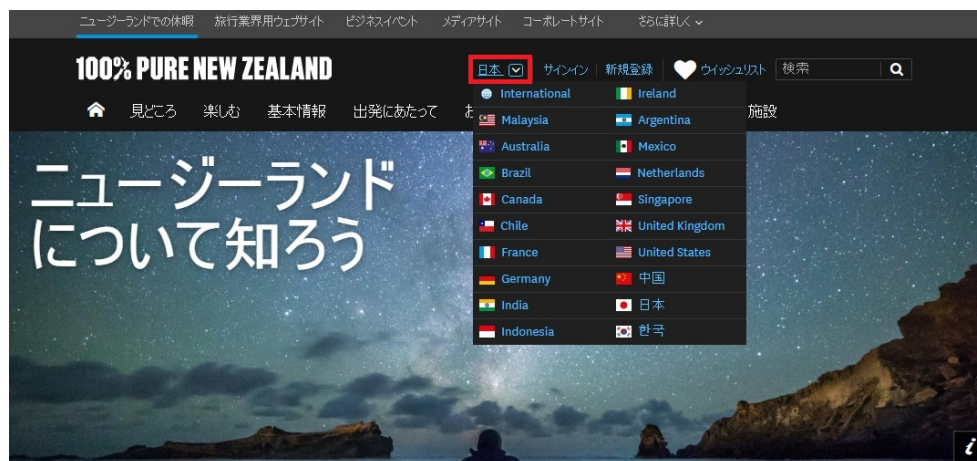 ニュージーランドでの休暇 旅行業界用ウェブサイト ビジネスイベント メディアサイト コーポレートサイト さらに詳しく
100% PURE NEW ZEALAND 日本 サインイン 新規登録 ウイッシュリスト 検索
見どころ 楽しむ 基本情報 出発にあたって お 施設
International Ireland
Malaysia Argentina
Australia Mexico
Brazil Netherlands
Canada Singapore
Chile United Kingdom
France United States
Germany 中国
India 日本
Indonesia 한국
ニュージーランド
について知ろう
i